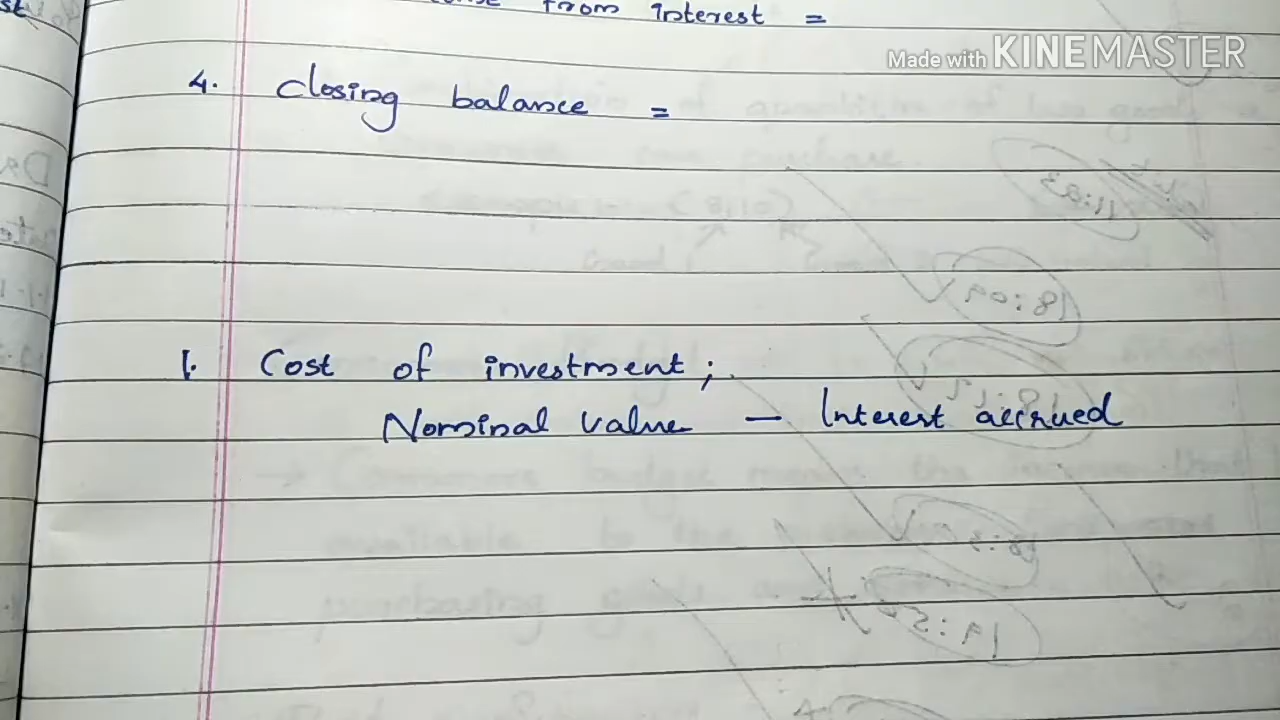 from interest =
Made with KINEMASTER
4. Closing balance =
1. Cost of investment ;
Nominal value — Interest accrued